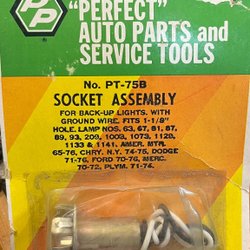 PP
®
"PERFECT"
AUTO PARTS and
SERVICE TOOLS
No. PT-75B
SOCKET ASSEMBLY
FOR BACK-UP LIGHTS. WITH
GROUND WIRE. FITS 1-1/8"
HOLE. LAMP NOS. 63, 67, 81, 87,
89, 93, 209, 1003, 1073, 1129,
1133 & 1141. AMER. MTR.
65-76, CHRY. N.Y. 74-75, DODGE
71-76, FORD 70-76, MERC.
70-72, PLYM. 71-74.